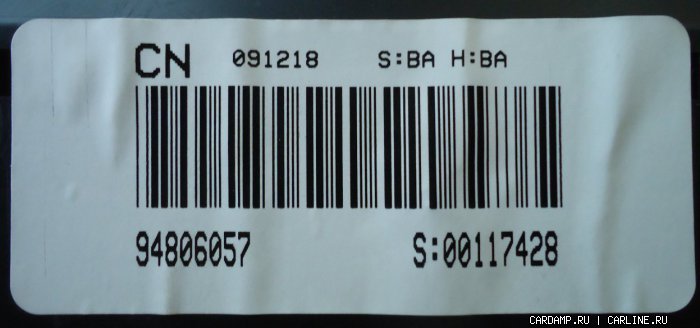 CN 091218 S:BA H:BA
94806057 S:00117428
CARDAMP.RU | CARLINE.RU